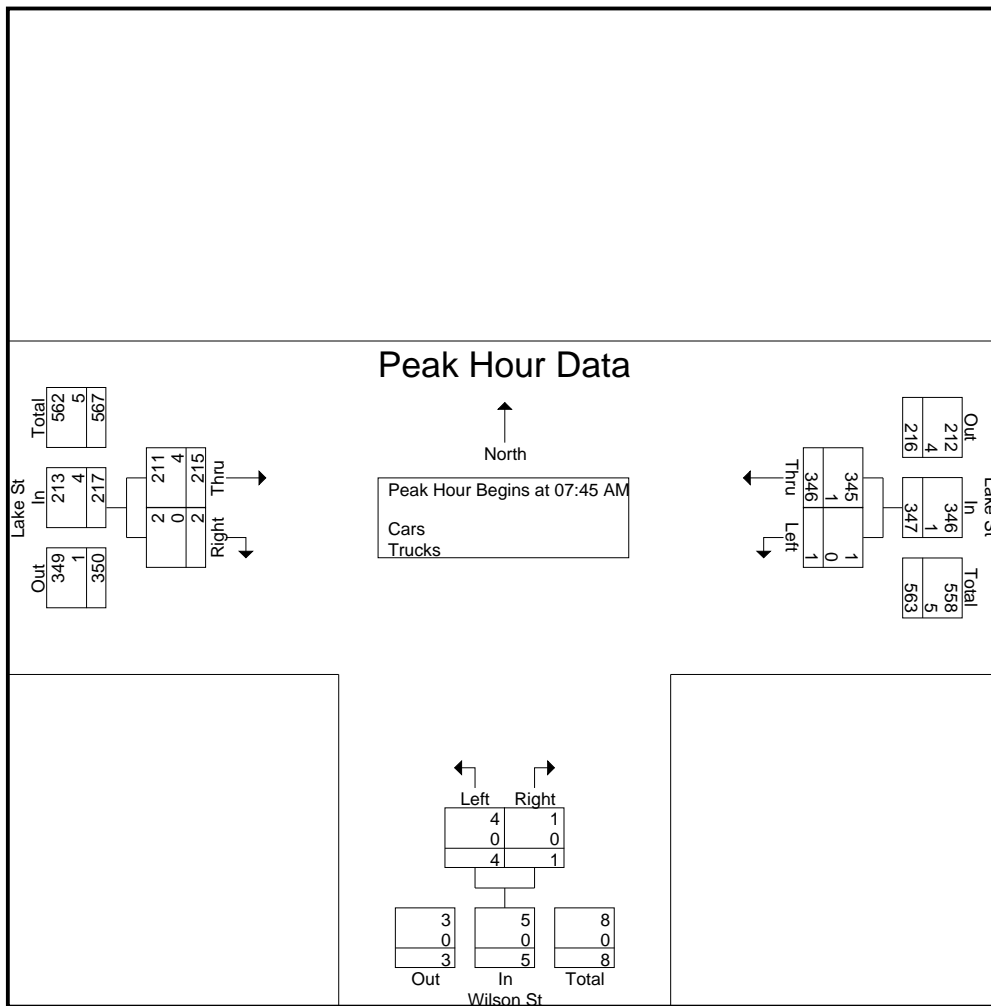 Peak Hour Data
North
Peak Hour Begins at 07:45 AM
Cars
Trucks
Lake St
Out In Total
349 213 562
1 4 5
350 217 567
Right Thru
2 211
0 4
2 215
Lake St
Out In Total
212 346 558
4 1 5
216 347 563
Thru Left
345 1
1 0
346 1
Left Right
4 1
0 0
4 1
3 5 8
0 0 0
3 5 8
Out In Total
Wilson St